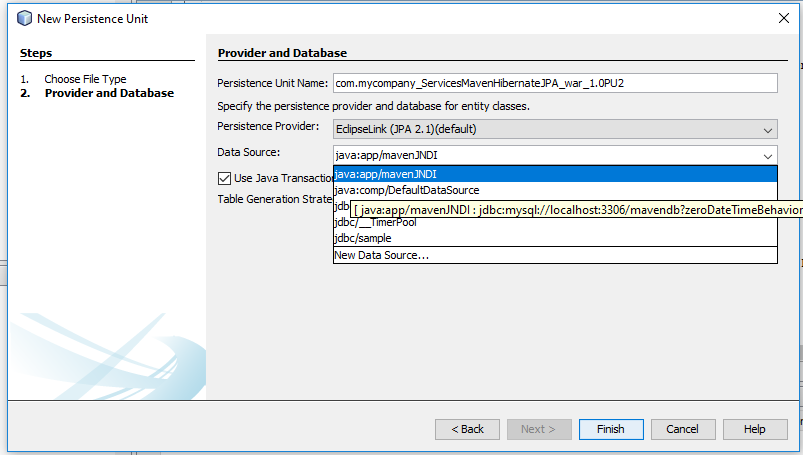 New Persistence Unit
Steps
1. Choose File Type
2. Provider and Database
Provider and Database
Persistence Unit Name: com.mycompany_ServicesMavenHibernateJPA_war_1.0PU2
Specify the persistence provider and database for entity classes.
Persistence Provider: EclipseLink (JPA 2.1)(default)
Data Source: java:app/mavenJNDI
java:app/mavenJNDI
Use Java Transaction
java:comp/DefaultDataSource
Table Generation Strate
[ java:app/mavenJNDI : jdbc:mysql://localhost:3306/mavendb?zeroDateTimeBehavior
jdbc/__TimerPool
jdbc/sample
New Data Source...
< Back
Next >
Finish
Cancel
Help